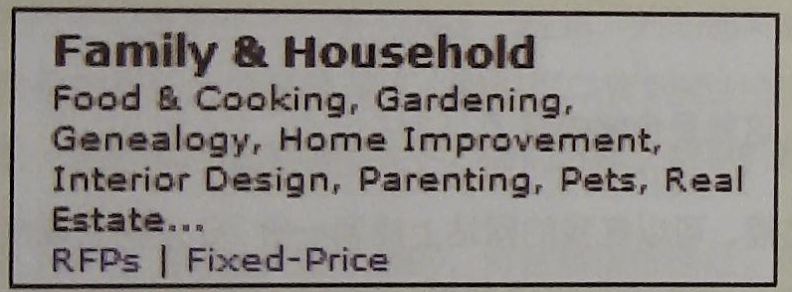 Family & Household
Food & Cooking, Gardening,
Genealogy, Home Improvement,
Interior Design, Parenting, Pets, Real
Estate...
RFPs | Fixed-Price